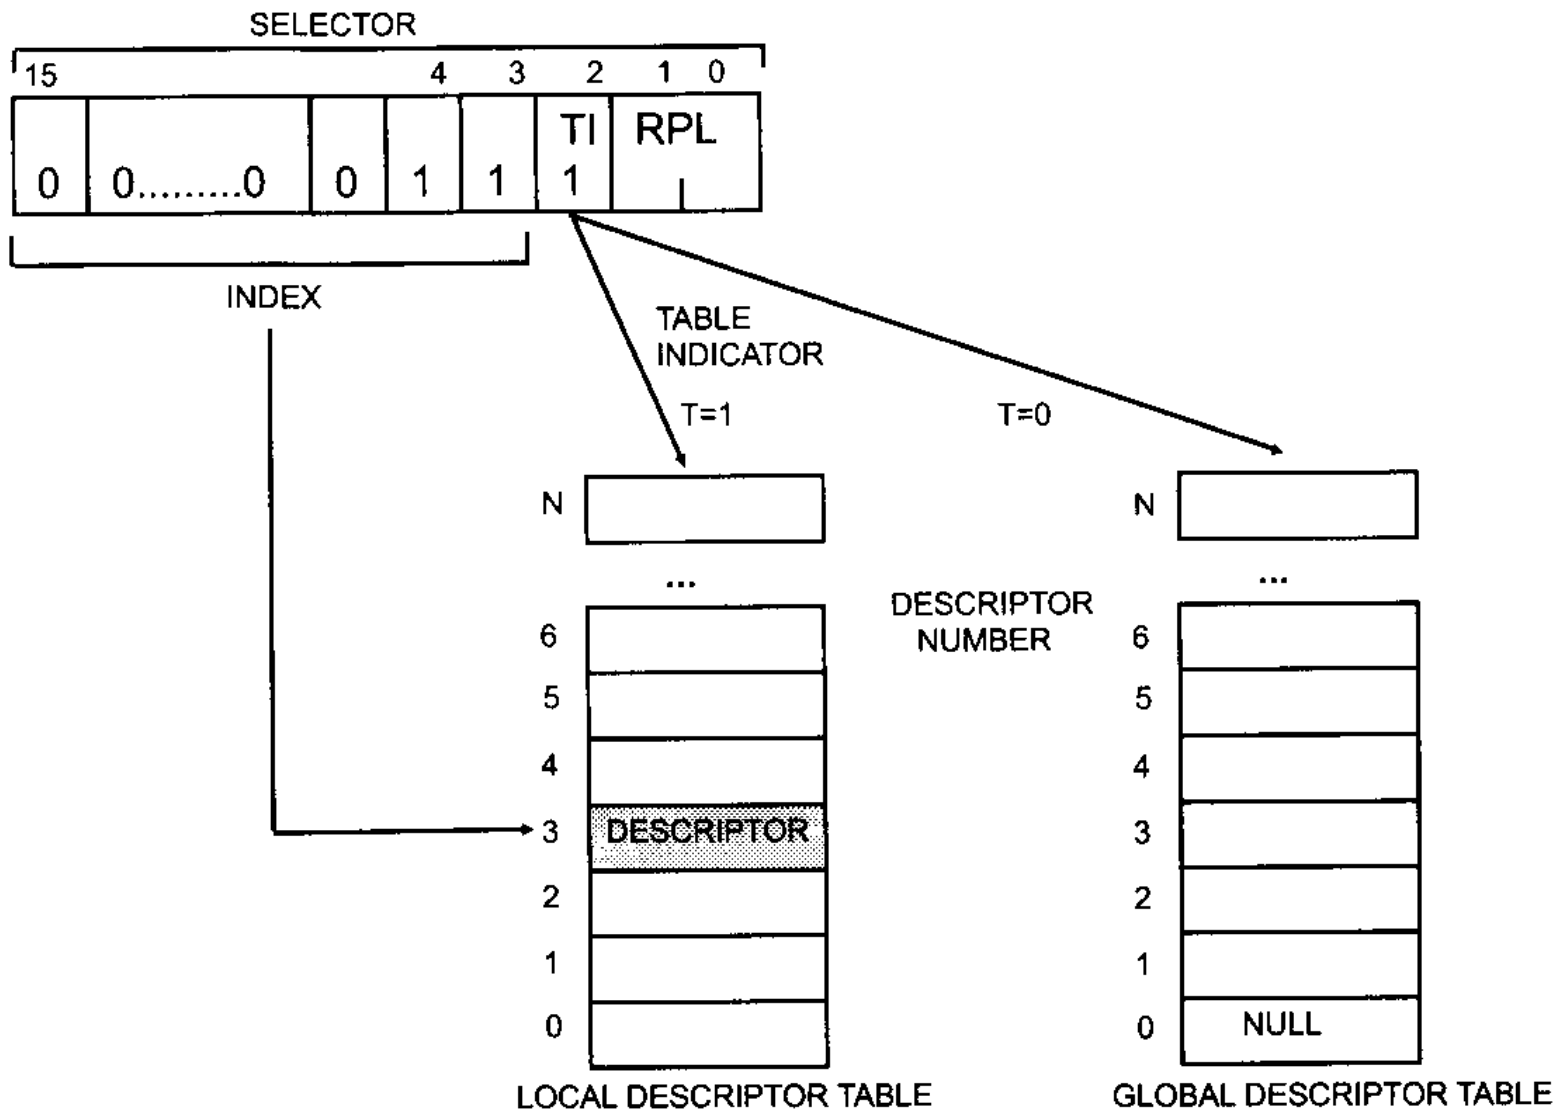 SELECTOR
15 4 3 2 1 0
TI RPL
0 0.........0 0 1 1 1
INDEX
TABLE
INDICATOR
T=1 T=0
N N
... ...
DESCRIPTOR
NUMBER
6 6
5 5
4 4
3 DESCRIPTOR 3
2 2
1 1
0 0 NULL
LOCAL DESCRIPTOR TABLE GLOBAL DESCRIPTOR TABLE